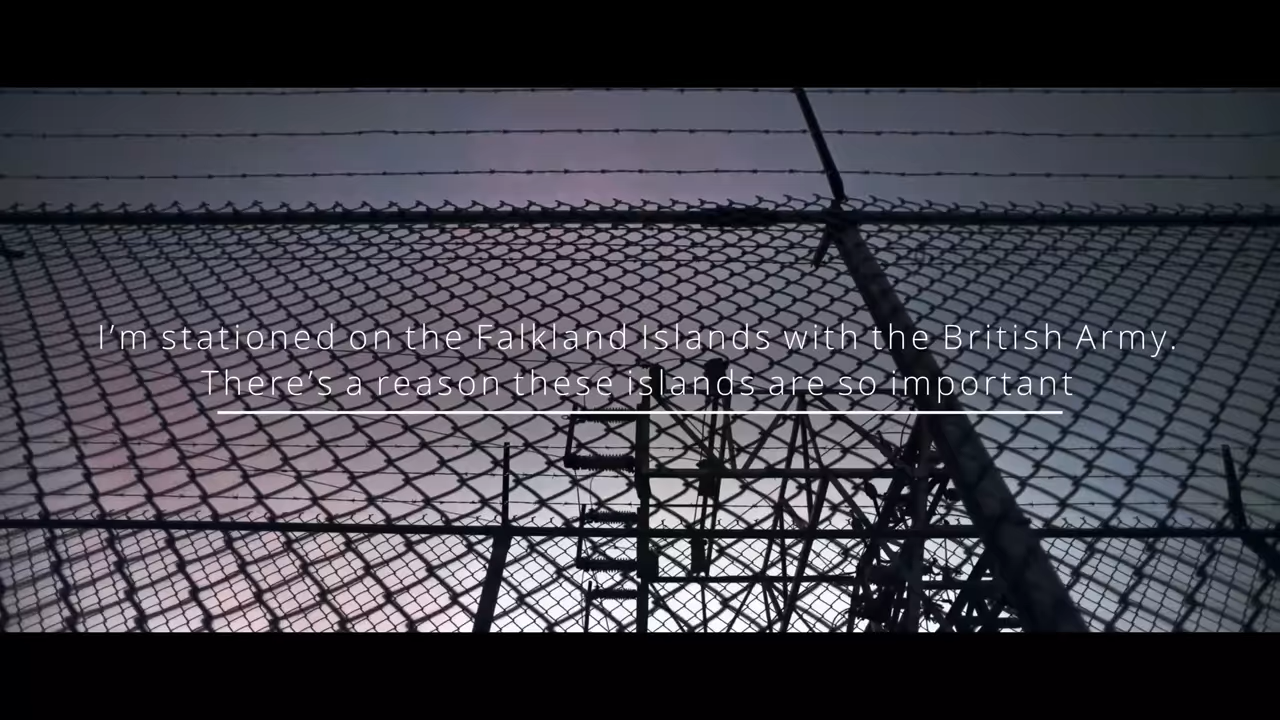 I’m stationed on the Falkland Islands with the British Army.
There’s a reason these islands are so important